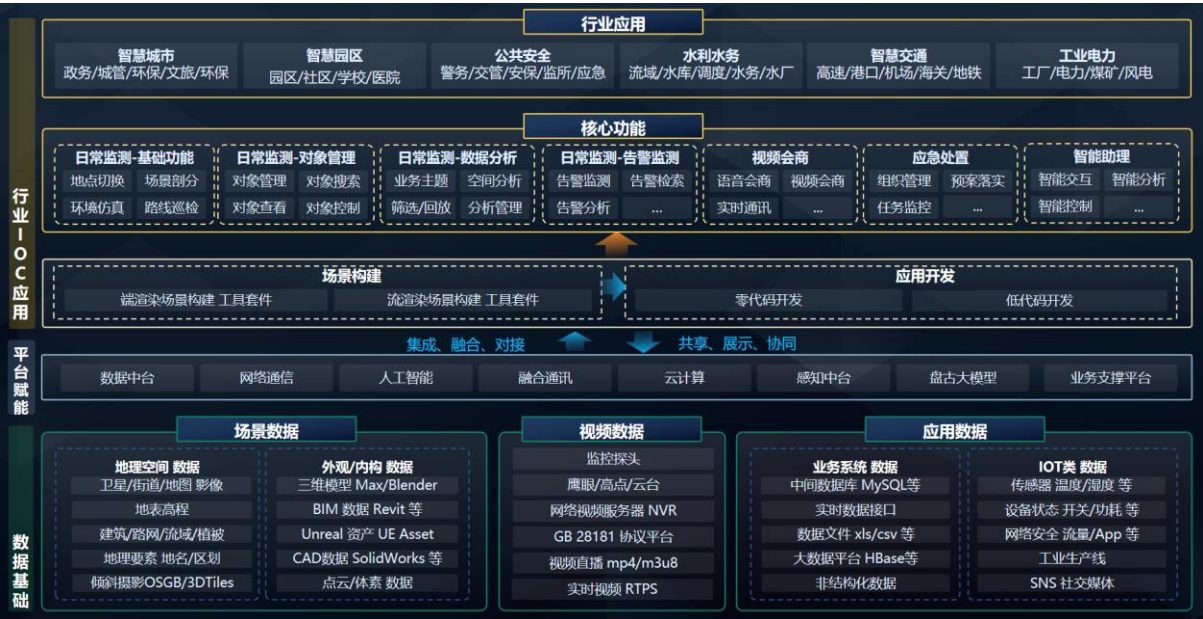 行业IOC应用
行业应用
智慧城市
政务/城管/环保/文旅/环保
智慧园区
园区/社区/学校/医院
公共安全
警务/交管/安保/监所/应急
水利水务
流域/水库/调度/水务/水厂
智慧交通
高速/港口/机场/海关/地铁
工业电力
工厂/电力/煤矿/风电
核心功能
日常监测-基础功能
地点切换 场景剖分
环境仿真 路线巡检
日常监测-对象管理
对象管理 对象搜索
对象查看 对象控制
日常监测-数据分析
业务主题 空间分析
筛选/回放 分析管理
日常监测-告警监测
告警监测 告警检索
告警分析 ...
视频会商
语音会商 视频会商
实时通讯 ...
应急处置
组织管理 预案落实
任务监控 ...
智能助理
智能交互 智能分析
智能控制 ...
场景构建
端渲染场景构建 工具套件 流渲染场景构建 工具套件
应用开发
零代码开发 低代码开发
集成、融合、对接 共享、展示、协同
平台赋能
数据中台 网络通信 人工智能 融合通讯 云计算 感知中台 盘古大模型 业务支撑平台
数据基础
场景数据
地理空间 数据
卫星/街道/地图 影像
地表高程
建筑/路网/流域/植被
地理要素 地名/区划
倾斜摄影OSGB/3DTiles
外观/内构 数据
三维模型 Max/Blender
BIM 数据 Revit 等
Unreal 资产 UE Asset
CAD数据 SolidWorks 等
点云/体素 数据
视频数据
监控探头
鹰眼/高点/云台
网络视频服务器 NVR
GB 28181 协议平台
视频直播 mp4/m3u8
实时视频 RTPS
应用数据
业务系统 数据
中间数据库 MySQL等
实时数据接口
数据文件 xls/csv 等
大数据平台 HBase等
非结构化数据
IOT类 数据
传感器 温度/湿度 等
设备状态 开关/功耗 等
网络安全 流量/App 等
工业生产线
SNS 社交媒体